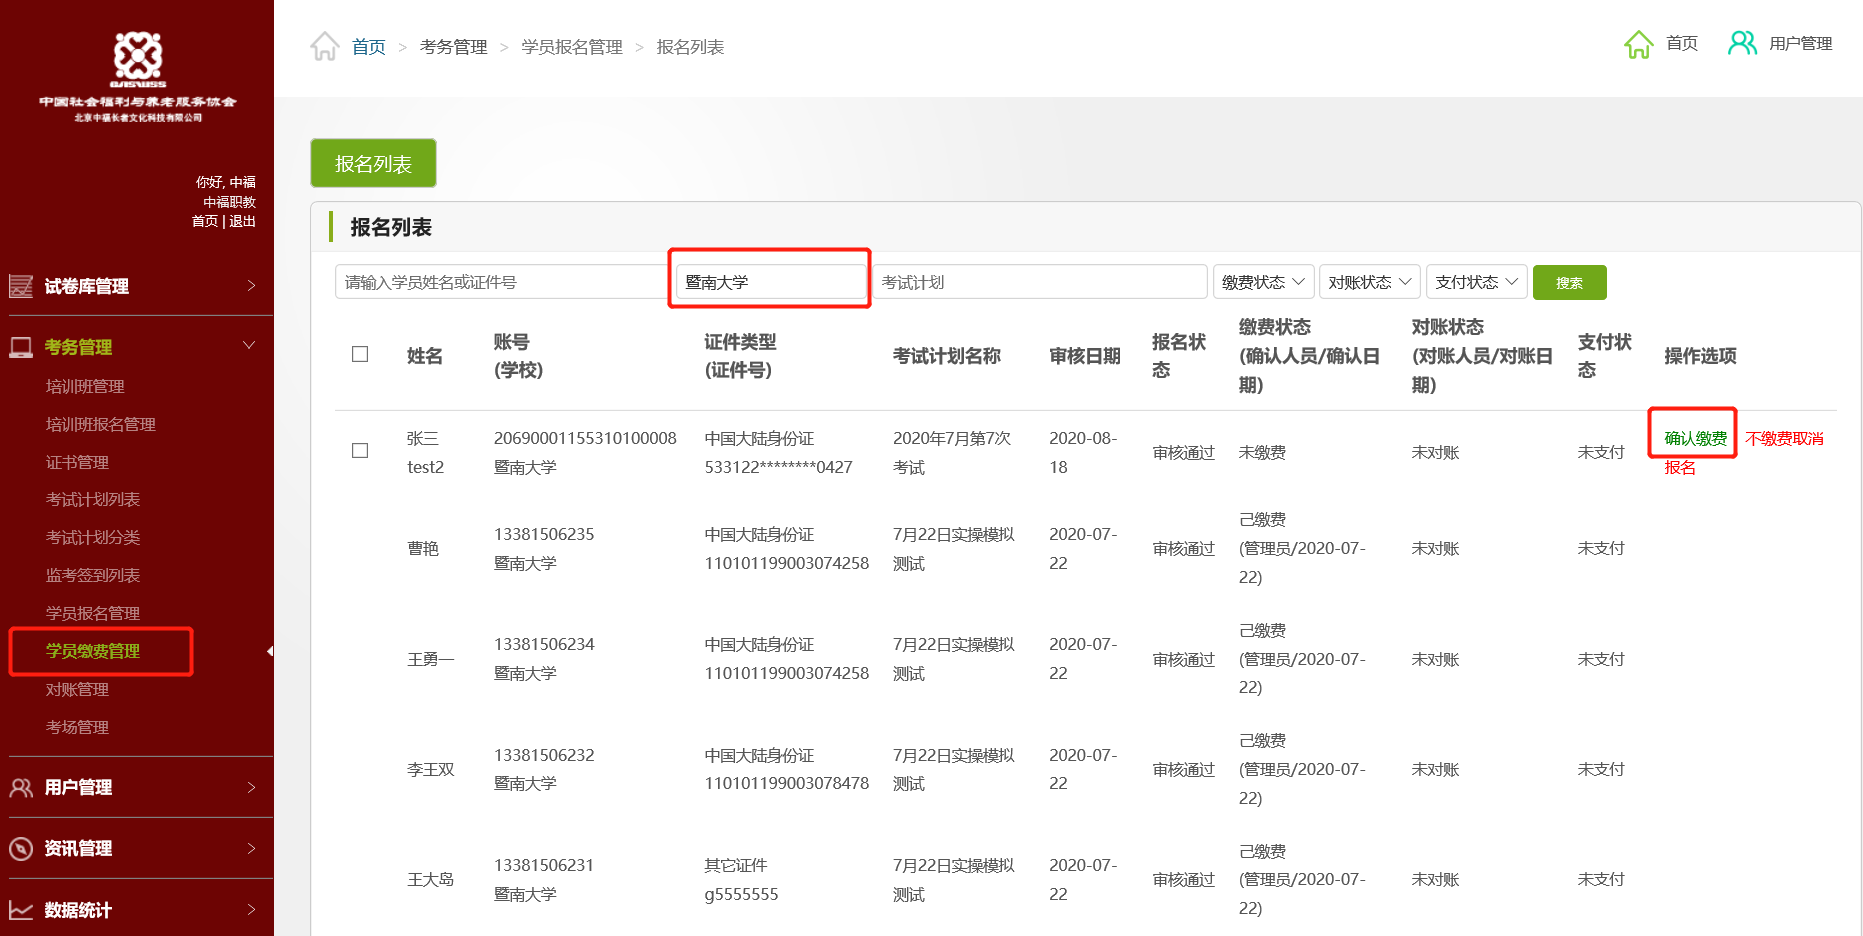 CASWSS
中国社会福利与养老服务协会
北京中福长者文化科技有限公司
你好, 中福
中福职教
首页 | 退出
试卷库管理
考务管理
培训班管理
培训班报名管理
证书管理
考试计划列表
考试计划分类
监考签到列表
学员报名管理
学员缴费管理
对账管理
考场管理
用户管理
资讯管理
数据统计
首页 > 考务管理 > 学员报名管理 > 报名列表
首页 用户管理
报名列表
报名列表
请输入学员姓名或证件号 暨南大学 考试计划 缴费状态 对账状态 支付状态 搜索
姓名
账号
(学校)
证件类型
(证件号)
考试计划名称
审核日期
报名状
态
缴费状态
(确认人员/确认日
期)
对账状态
(对账人员/对账日
期)
支付状
态
操作选项
张三
test2
20690001155310100008
暨南大学
中国大陆身份证
533122********0427
2020年7月第7次
考试
2020-08-
18
审核通过
未缴费
未对账
未支付
确认缴费 不缴费取消
报名
曹艳
13381506235
暨南大学
中国大陆身份证
110101199003074258
7月22日实操模拟
测试
2020-07-
22
审核通过
己缴费
(管理员/2020-07-
22)
未对账
未支付
王勇一
13381506234
暨南大学
中国大陆身份证
110101199003074258
7月22日实操模拟
测试
2020-07-
22
审核通过
己缴费
(管理员/2020-07-
22)
未对账
未支付
李王双
13381506232
暨南大学
中国大陆身份证
110101199003078478
7月22日实操模拟
测试
2020-07-
22
审核通过
己缴费
(管理员/2020-07-
22)
未对账
未支付
王大岛
13381506231
暨南大学
其它证件
g5555555
7月22日实操模拟
测试
2020-07-
22
审核通过
己缴费
(管理员/2020-07-
22)
未对账
未支付